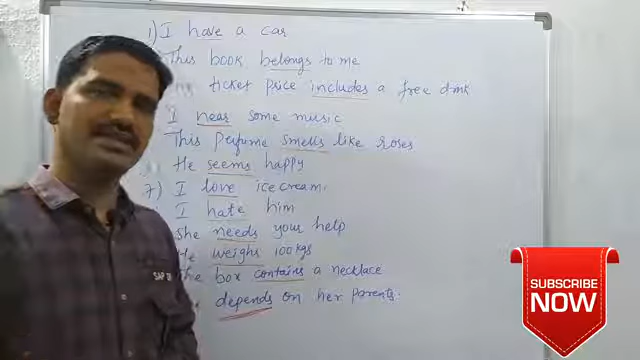 1) I have a car
This book belongs to me
ticket price includes a free drink
I hear some music
This perfume smells like roses
He seems happy
7) I love ice cream.
I hate him
she needs your help
He weighs 100kgs
The box contains a necklace
depends on her parents.
SUBSCRIBE
NOW